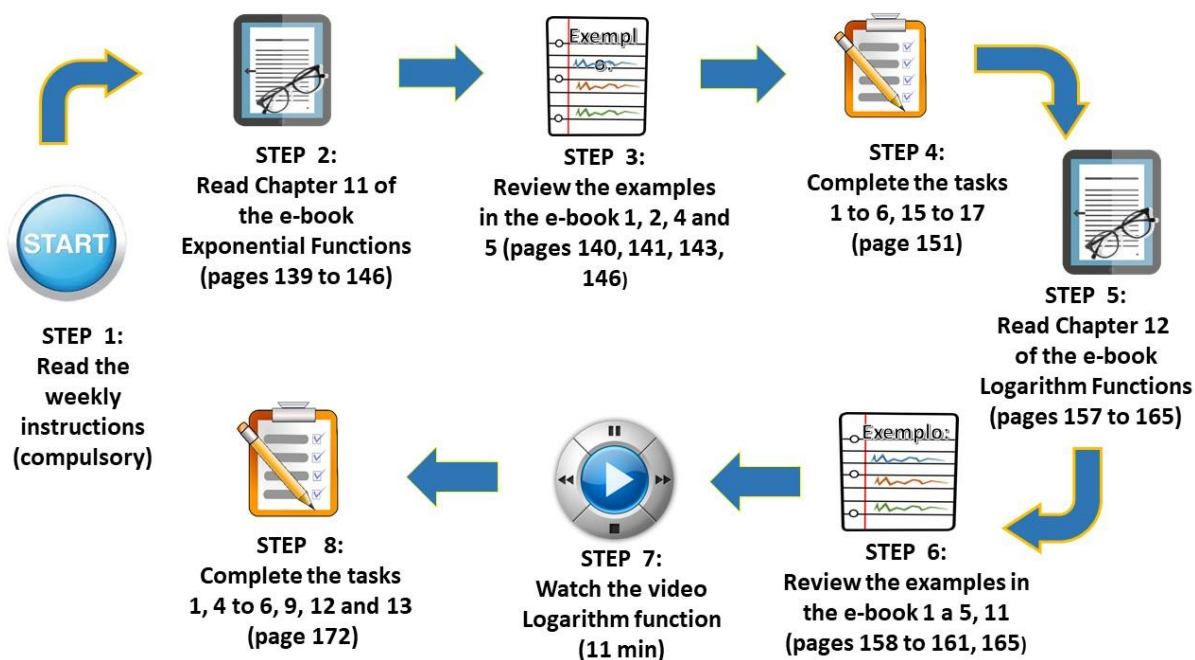 START
STEP 1:
Read the
weekly
instructions
(compulsory)
STEP 2:
Read Chapter 11 of
the e-book
Exponential Functions
(pages 139 to 146)
Exempl
o:
STEP 3:
Review the examples
in the e-book 1, 2, 4 and
5 (pages 140, 141, 143,
146)
STEP 4:
Complete the tasks
1 to 6, 15 to 17
(page 151)
STEP 5:
Read Chapter 12
of the e-book
Logarithm Functions
(pages 157 to 165)
Exemplo:
STEP 6:
Review the examples in
the e-book 1 a 5, 11
(pages 158 to 161, 165)
STEP 7:
Watch the video
Logarithm function
(11 min)
STEP 8:
Complete the tasks
1, 4 to 6, 9, 12 and 13
(page 172)